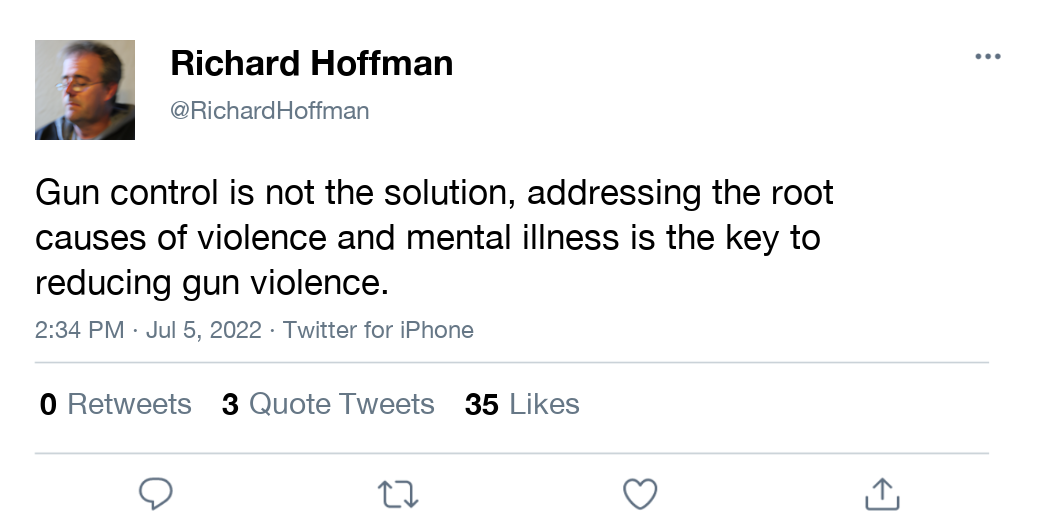 Richard Hoffman
@RichardHoffman
Gun control is not the solution, addressing the root
causes of violence and mental illness is the key to
reducing gun violence.
2:34 PM · Jul 5, 2022 · Twitter for iPhone
0 Retweets 3 Quote Tweets 35 Likes